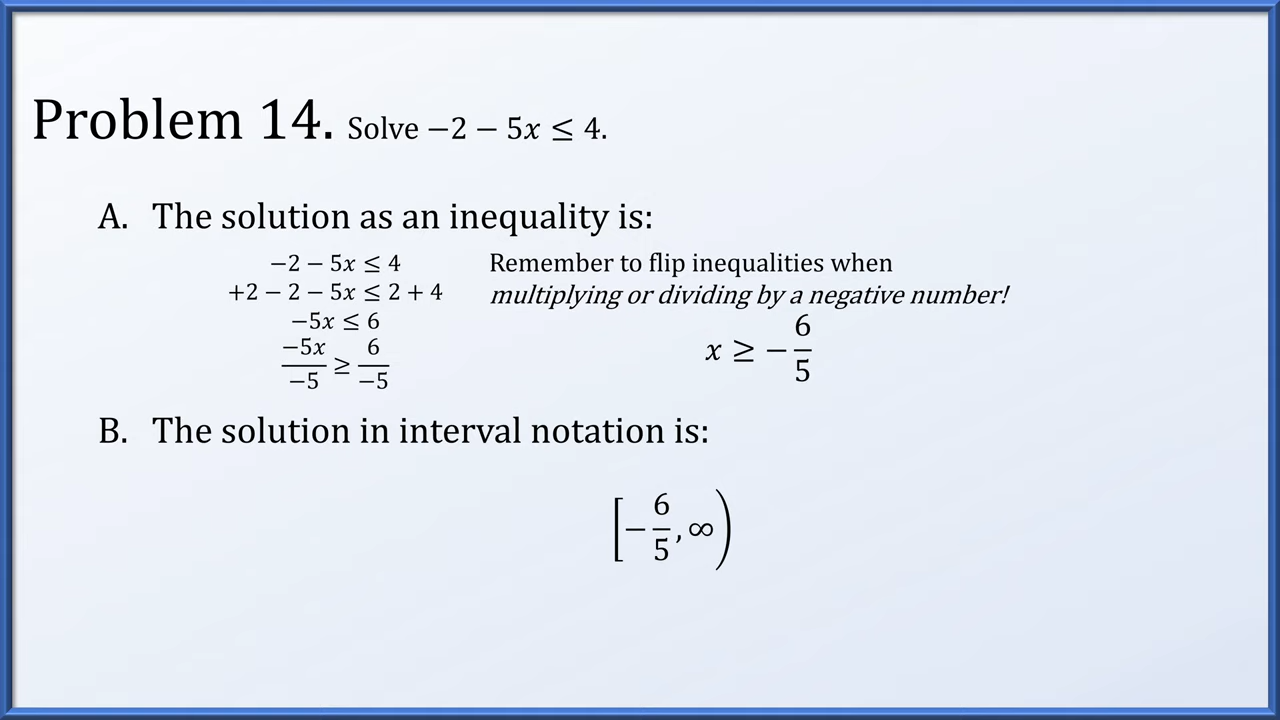 Problem 14. Solve −2 − 5x ≤ 4.
A. The solution as an inequality is:
−2 − 5x ≤ 4
+2 − 2 − 5x ≤ 2 + 4
−5x ≤ 6
−5x/−5 ≥ 6/−5
Remember to flip inequalities when
multiplying or dividing by a negative number!
x ≥ −6/5
B. The solution in interval notation is:
[−6/5, ∞)